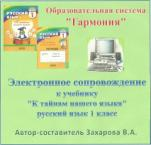 Образовательная система
"Гармония"
Электронное сопровождение
к учебнику
"К тайнам нашего языка"
русский язык 1 класс
Автор-составитель Захарова В.А.